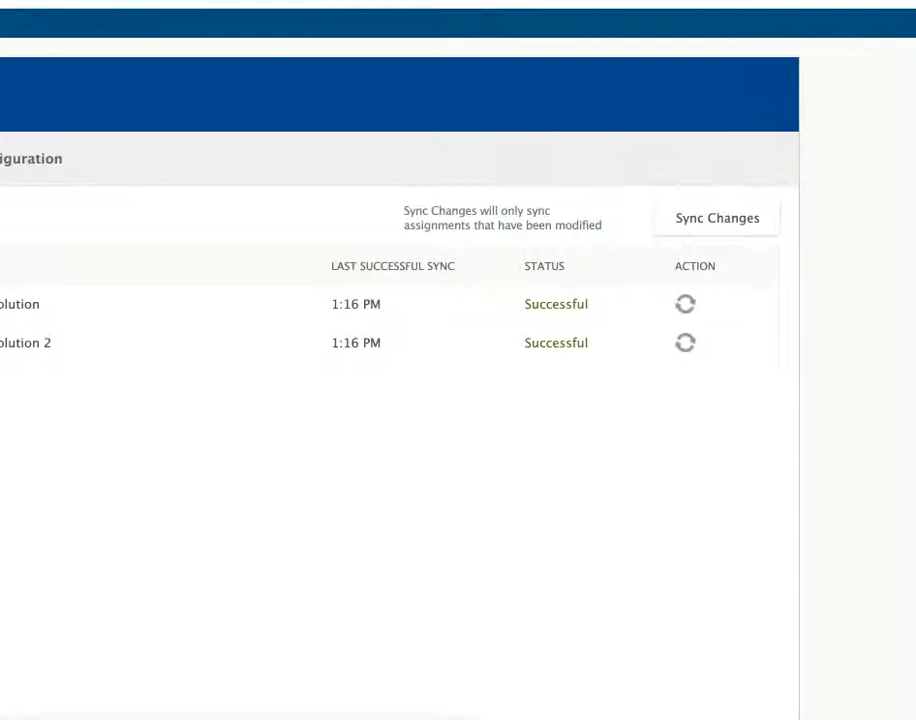 iguration
Sync Changes will only sync
assignments that have been modified
Sync Changes
LAST SUCCESSFUL SYNC STATUS ACTION
olution 1:16 PM Successful
olution 2 1:16 PM Successful